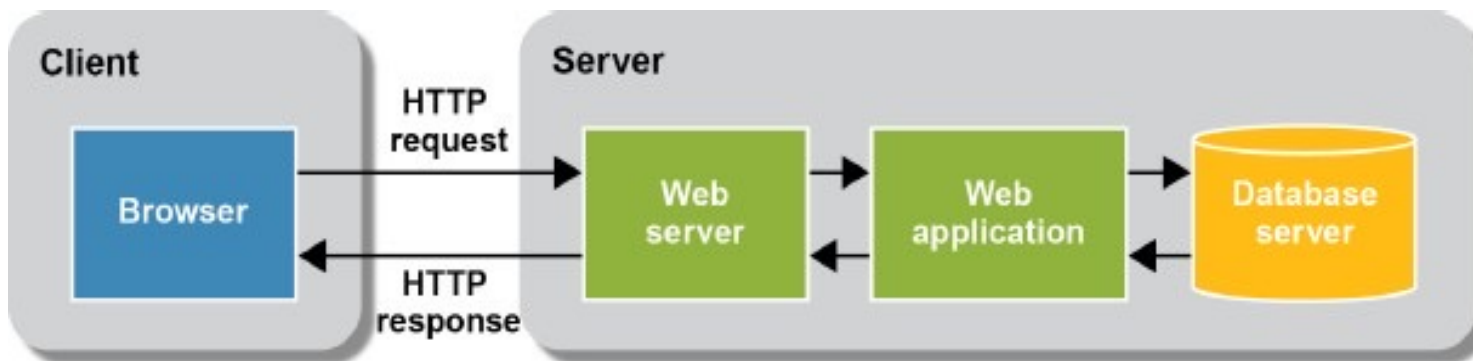 Client
Server
HTTP
request
Browser
Web
server
Web
application
Database
server
HTTP
response